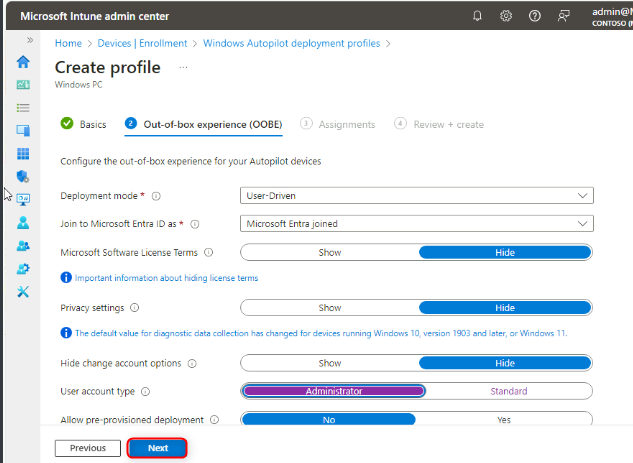 Microsoft Intune admin center
admin@
CONTOSO
Home > Devices | Enrollment > Windows Autopilot deployment profiles >
Create profile ...
Windows PC
Basics
2 Out-of-box experience (OOBE)
3 Assignments
4 Review + create
Configure the out-of-box experience for your Autopilot devices
Deployment mode * User-Driven
Join to Microsoft Entra ID as * Microsoft Entra joined
Microsoft Software License Terms Show Hide
Important information about hiding license terms
Privacy settings Show Hide
The default value for diagnostic data collection has changed for devices running Windows 10, version 1903 and later, or Windows 11.
Hide change account options Show Hide
User account type Administrator Standard
Allow pre-provisioned deployment No Yes
Previous Next